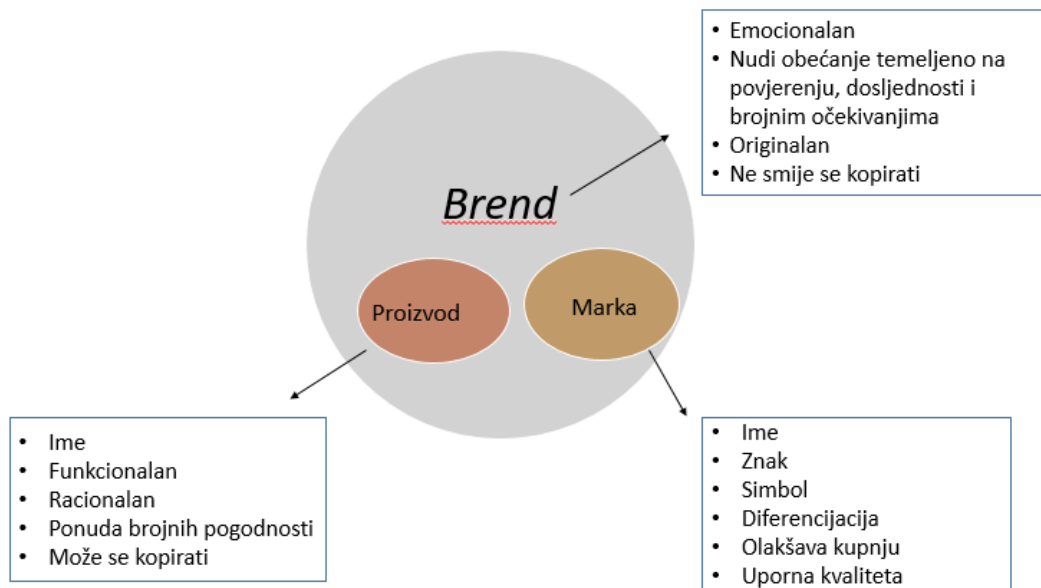 • Emocionalan
• Nudi obećanje temeljeno na
povjerenju, dosljednosti i
brojnim očekivanjima
• Originalan
• Ne smije se kopirati
Brend
Proizvod
Marka
• Ime
• Funkcionalan
• Racionalan
• Ponuda brojnih pogodnosti
• Može se kopirati
• Ime
• Znak
• Simbol
• Diferencijacija
• Olakšava kupnju
• Uporna kvaliteta